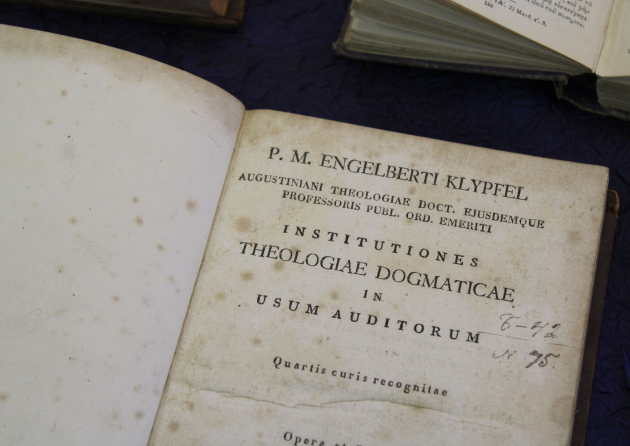 P. M. ENGELBERTI KLYPFEL
AUGUSTINIANI THEOLOGIAE DOCT. EJUSDEMQUE
PROFESSORIS PUBL. ORD. EMERITI
INSTITUTIONES
THEOLOGIAE DOGMATICAE
IN
USUM AUDITORUM
Quartis curis recognitae